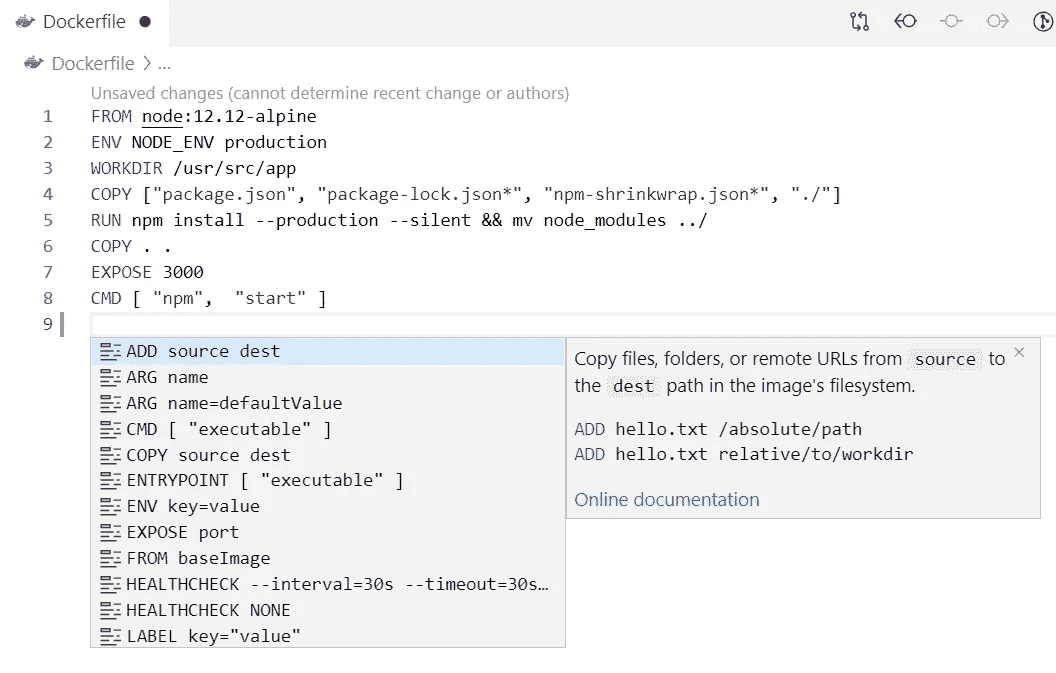 Dockerfile
Dockerfile > ...
Unsaved changes (cannot determine recent change or authors)
1 FROM node:12.12-alpine
2 ENV NODE_ENV production
3 WORKDIR /usr/src/app
4 COPY ["package.json", "package-lock.json*", "npm-shrinkwrap.json*", "./"]
5 RUN npm install --production --silent && mv node_modules ../
6 COPY . .
7 EXPOSE 3000
8 CMD [ "npm",  "start" ]
9
ADD source dest
ARG name
ARG name=defaultValue
CMD [ "executable" ]
COPY source dest
ENTRYPOINT [ "executable" ]
ENV key=value
EXPOSE port
FROM baseImage
HEALTHCHECK --interval=30s --timeout=30s…
HEALTHCHECK NONE
LABEL key="value"
Copy files, folders, or remote URLs from source to
the dest path in the image's filesystem.
ADD hello.txt /absolute/path
ADD hello.txt relative/to/workdir
Online documentation